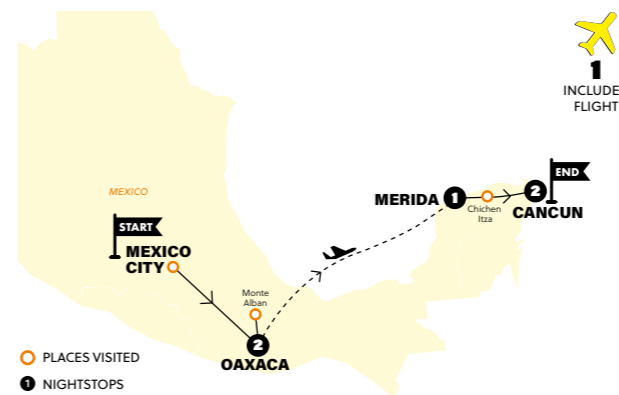 1
INCLUDE
FLIGHT
MEXICO
START
MEXICO
CITY
Monte
Alban
2
OAXACA
MERIDA
1
Chichen
Itza
2
END
CANCUN
PLACES VISITED
1 NIGHTSTOPS